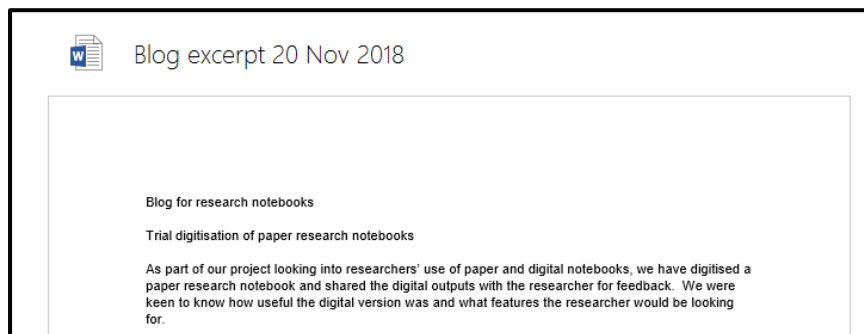 W
Blog excerpt 20 Nov 2018
Blog for research notebooks
Trial digitisation of paper research notebooks
As part of our project looking into researchers' use of paper and digital notebooks, we have digitised a
paper research notebook and shared the digital outputs with the researcher for feedback.  We were
keen to know how useful the digital version was and what features the researcher would be looking
for.